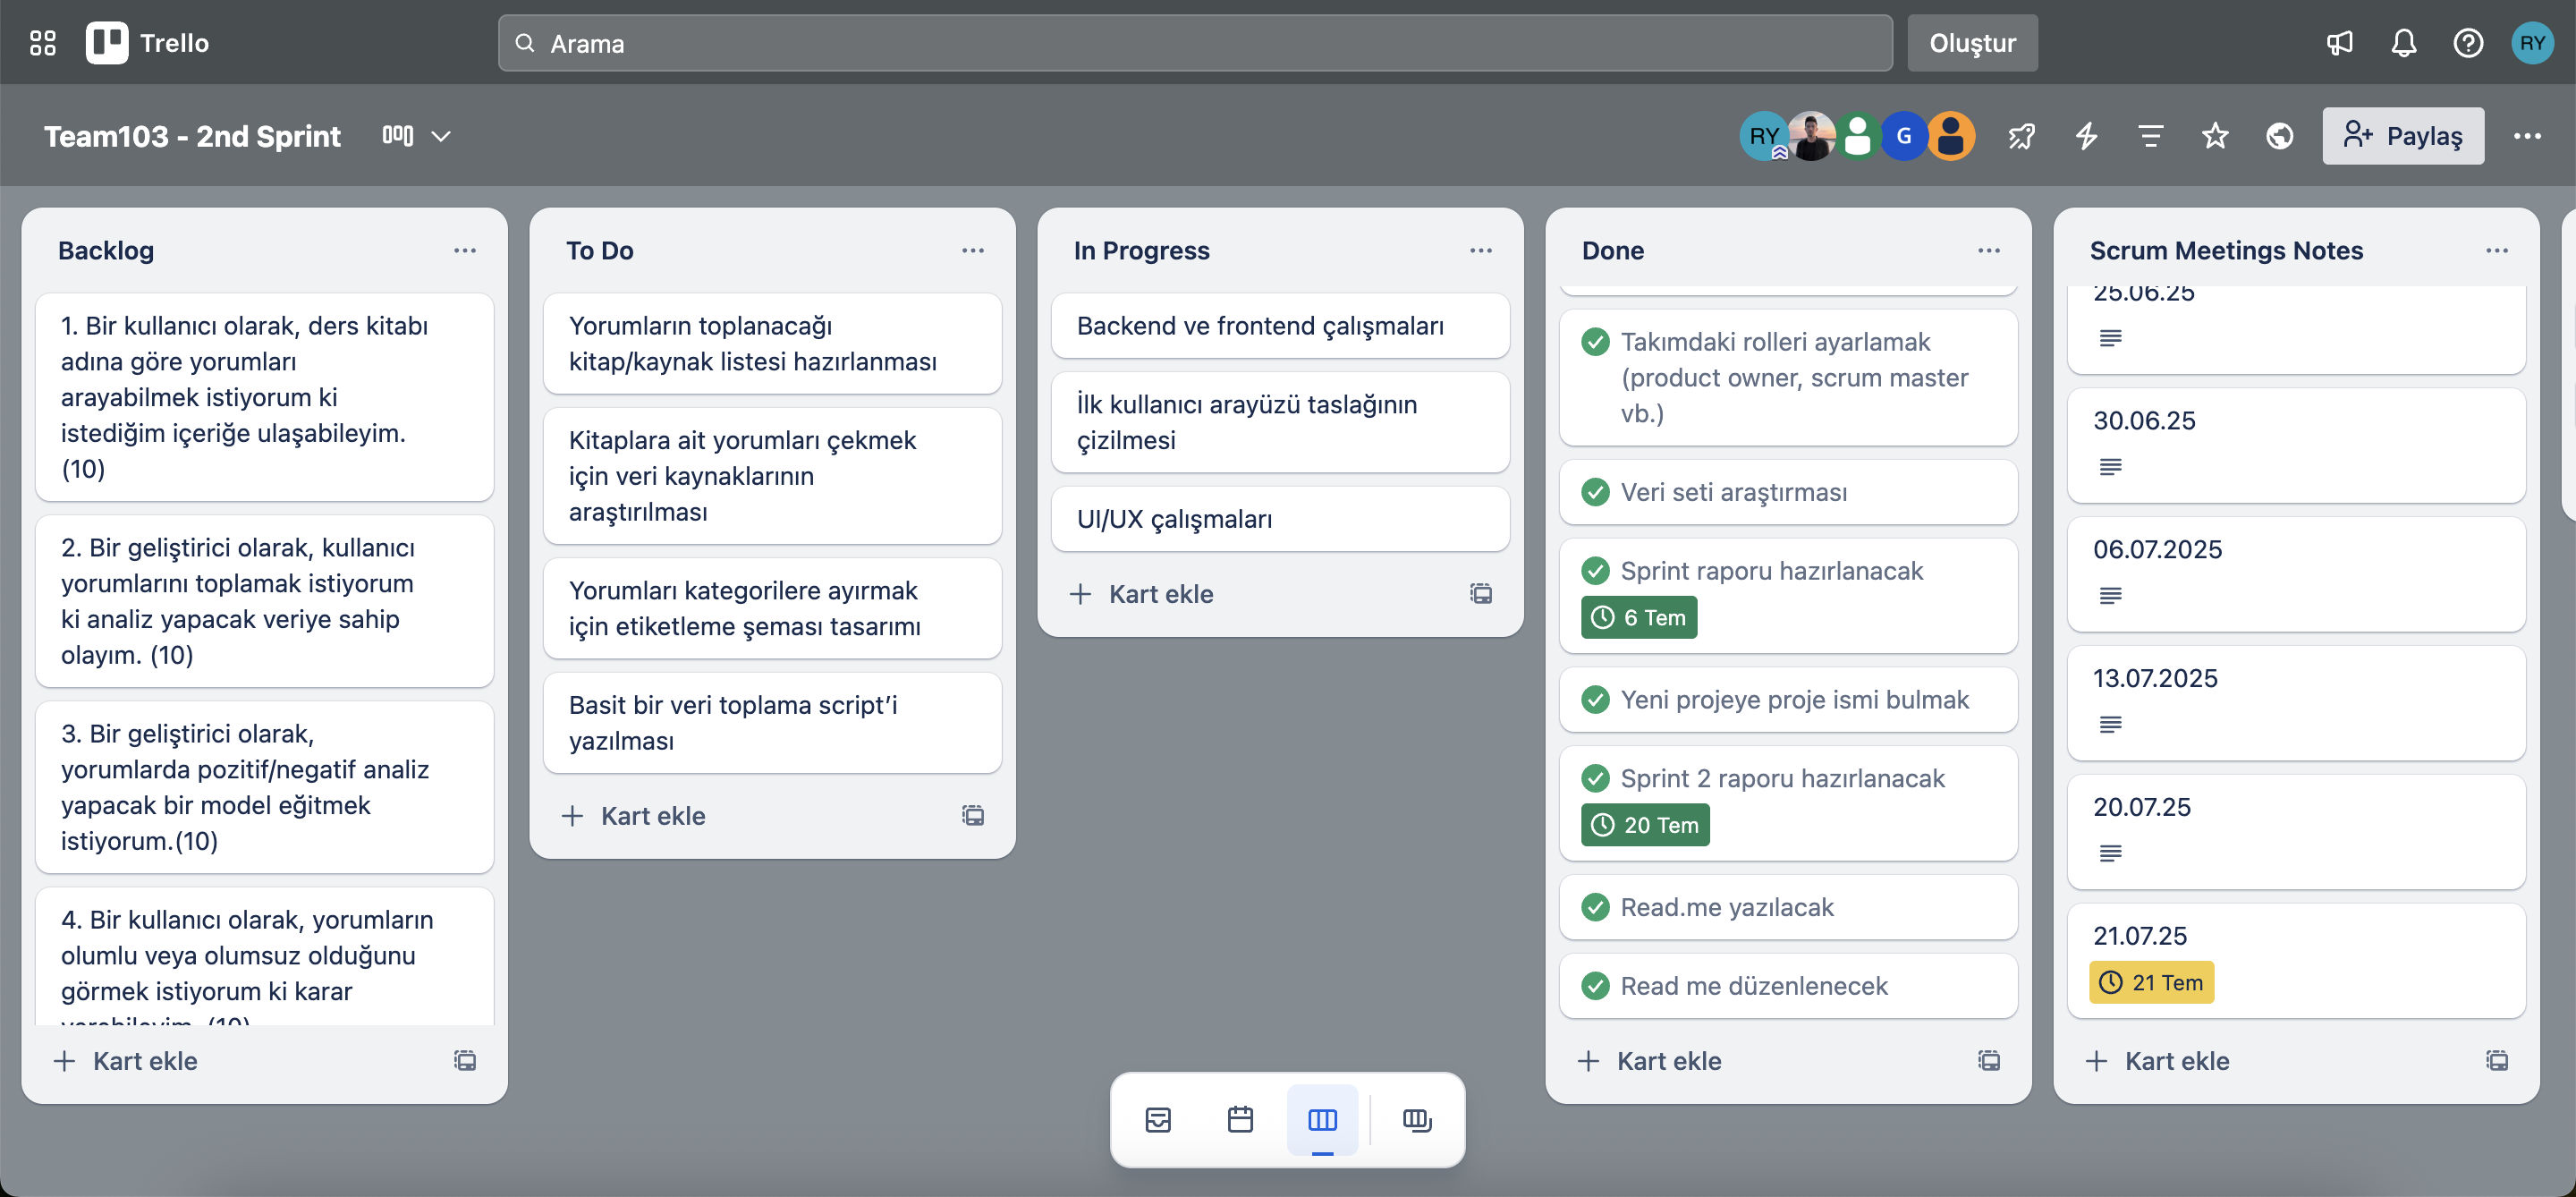 Trello
Arama
Oluştur
RY
Team103 - 2nd Sprint
RY
G
Paylaş
Backlog
1. Bir kullanıcı olarak, ders kitabı
adına göre yorumları
arayabilmek istiyorum ki
istediğim içeriğe ulaşabileyim.
(10)
2. Bir geliştirici olarak, kullanıcı
yorumlarını toplamak istiyorum
ki analiz yapacak veriye sahip
olayım. (10)
3. Bir geliştirici olarak,
yorumlarda pozitif/negatif analiz
yapacak bir model eğitmek
istiyorum.(10)
4. Bir kullanıcı olarak, yorumların
olumlu veya olumsuz olduğunu
görmek istiyorum ki karar
verebileyim. (10)
Kart ekle
To Do
Yorumların toplanacağı
kitap/kaynak listesi hazırlanması
Kitaplara ait yorumları çekmek
için veri kaynaklarının
araştırılması
Yorumları kategorilere ayırmak
için etiketleme şeması tasarımı
Basit bir veri toplama script’i
yazılması
Kart ekle
In Progress
Backend ve frontend çalışmaları
İlk kullanıcı arayüzü taslağının
çizilmesi
UI/UX çalışmaları
Kart ekle
Done
Takımdaki rolleri ayarlamak
(product owner, scrum master
vb.)
Veri seti araştırması
Sprint raporu hazırlanacak
6 Tem
Yeni projeye proje ismi bulmak
Sprint 2 raporu hazırlanacak
20 Tem
Read.me yazılacak
Read me düzenlenecek
Kart ekle
Scrum Meetings Notes
25.06.25
30.06.25
06.07.2025
13.07.2025
20.07.25
21.07.25
21 Tem
Kart ekle